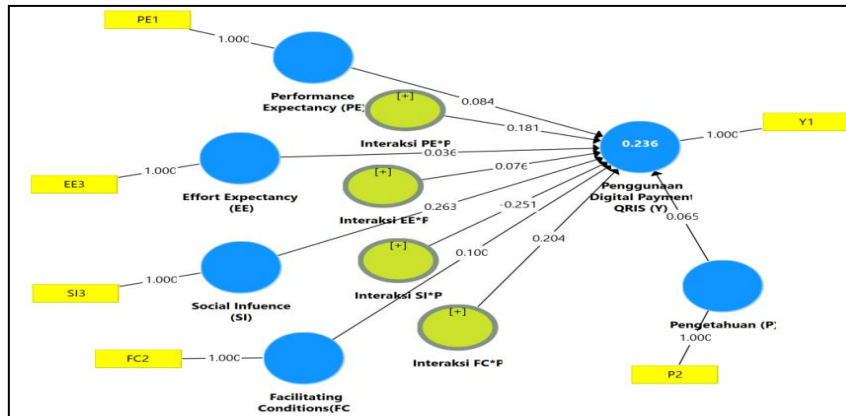 PE1
1.000
Performance
Expectancy (PE)
0.084
[+]
Interaksi PE*P
0.181
0.236
1.000
Y1
Penggunaan
Digital Payment
QRIS (Y)
EE3
1.000
Effort Expectancy
(EE)
0.036
[+]
Interaksi EE*P
0.076
0.065
SI3
1.000
Social Infuence
(SI)
0.263
[+]
Interaksi SI*P
-0.251
Pengetahuan (P)
1.000
P2
FC2
1.000
Facilitating
Conditions(FC
0.100
[+]
Interaksi FC*P
0.204